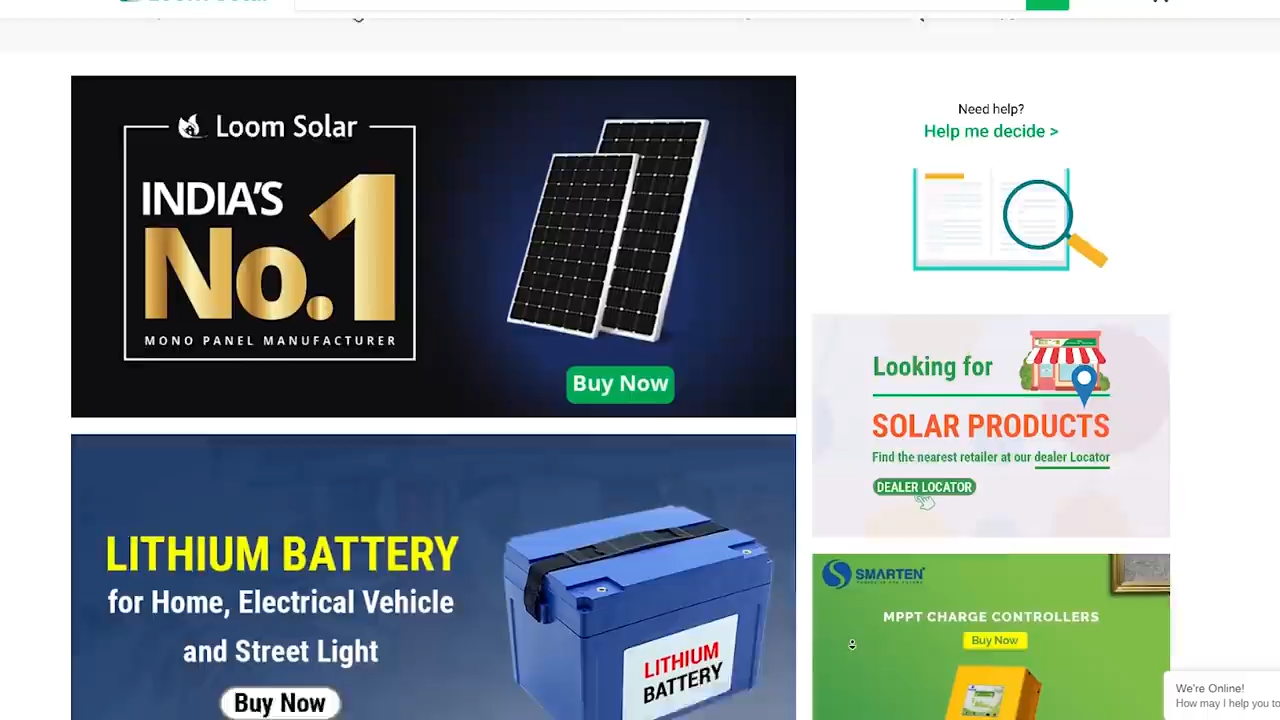 Loom Solar
INDIA'S
No.1
MONO PANEL MANUFACTURER
Buy Now
Need help?
Help me decide >
Looking for
SOLAR PRODUCTS
Find the nearest retailer at our dealer Locator
DEALER LOCATOR
LITHIUM BATTERY
for Home, Electrical Vehicle
and Street Light
Buy Now
LITHIUM
BATTERY
SMARTEN
MPPT CHARGE CONTROLLERS
Buy Now
We're Online!
How may I help you to